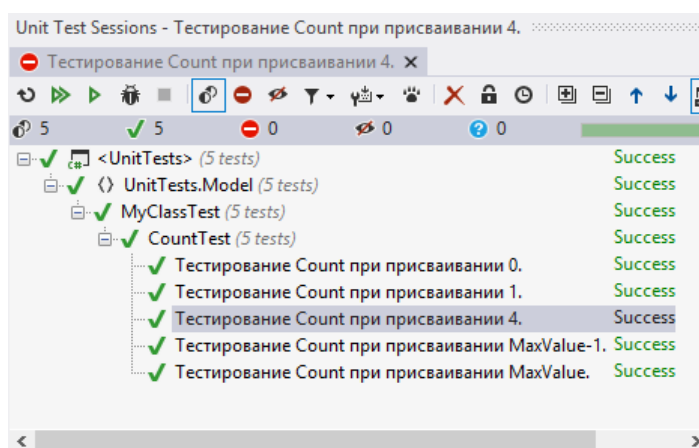 Unit Test Sessions - Тестирование Count при присваивании 4.
Тестирование Count при присваивании 4.
5 5 0 0 0
<UnitTests> (5 tests) Success
UnitTests.Model (5 tests) Success
MyClassTest (5 tests) Success
CountTest (5 tests) Success
Тестирование Count при присваивании 0. Success
Тестирование Count при присваивании 1. Success
Тестирование Count при присваивании 4. Success
Тестирование Count при присваивании MaxValue-1. Success
Тестирование Count при присваивании MaxValue. Success